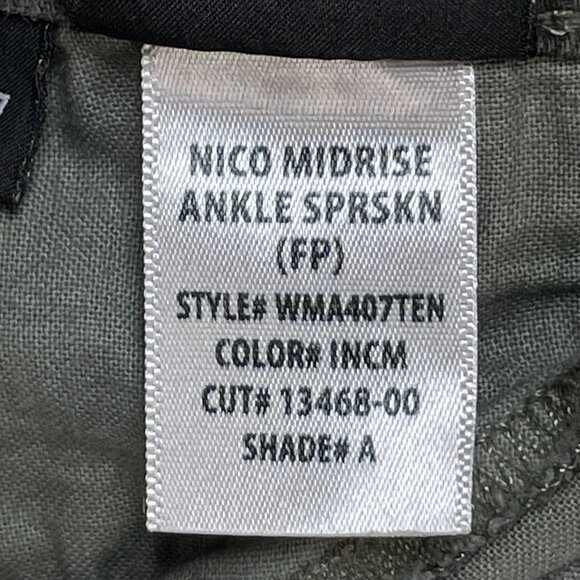 NICO MIDRISE
ANKLE SPRSKN
(FP)
STYLE# WMA407TEN
COLOR# INCM
CUT# 13468-00
SHADE# A